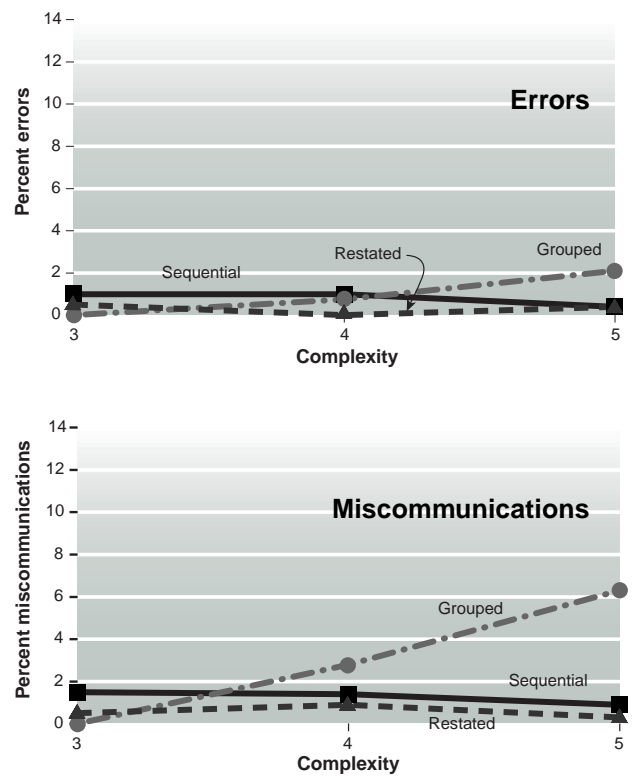 14
12
Errors
10
Percent errors
8
6
4
Restated
Grouped
Sequential
2
0
3
4
5
Complexity
14
12
Miscommunications
10
Percent miscommunications
8
6
Grouped
4
Sequential
2
Restated
0
3
4
5
Complexity